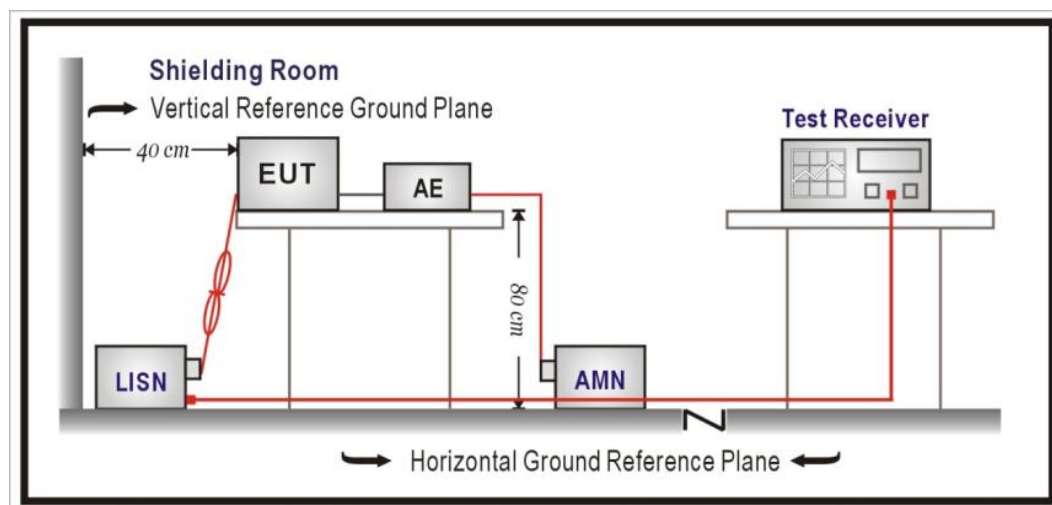 Shielding Room
Vertical Reference Ground Plane
Test Receiver
40 cm
EUT
AE
80 cm
LISN
AMN
Horizontal Ground Reference Plane